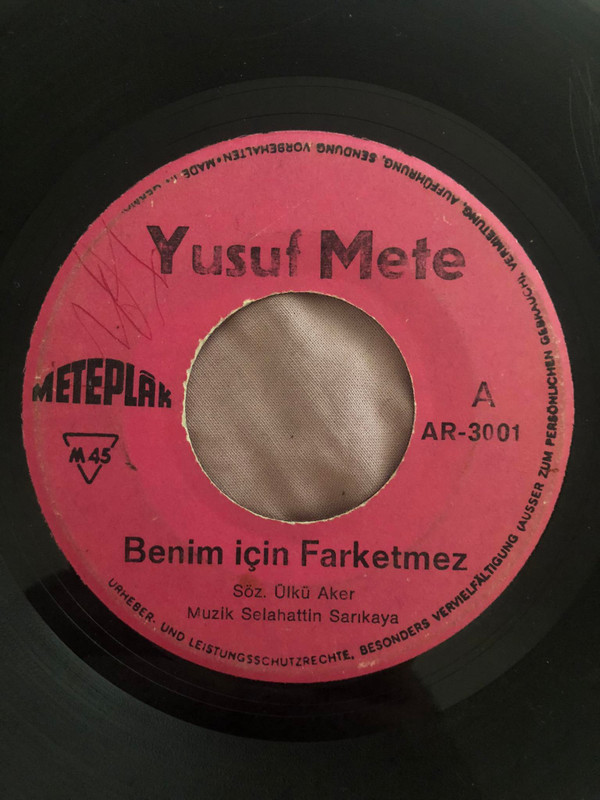 Yusuf Mete
METEPLÂK
M 45
A
AR-3001
Benim için Farketmez
Söz. Ülkü Aker
Muzik Selahattin Sarıkaya
URHEBER- UND LEISTUNGSSCHUTZRECHTE, BESONDERS VERVIELFÄLTIGUNG (AUSSER ZUM PERSÖNLICHEN GEBRAUCH), VERMIETUNG, AUFFÜHRUNG, SENDUNG VORBEHALTEN • MADE IN GERMANY